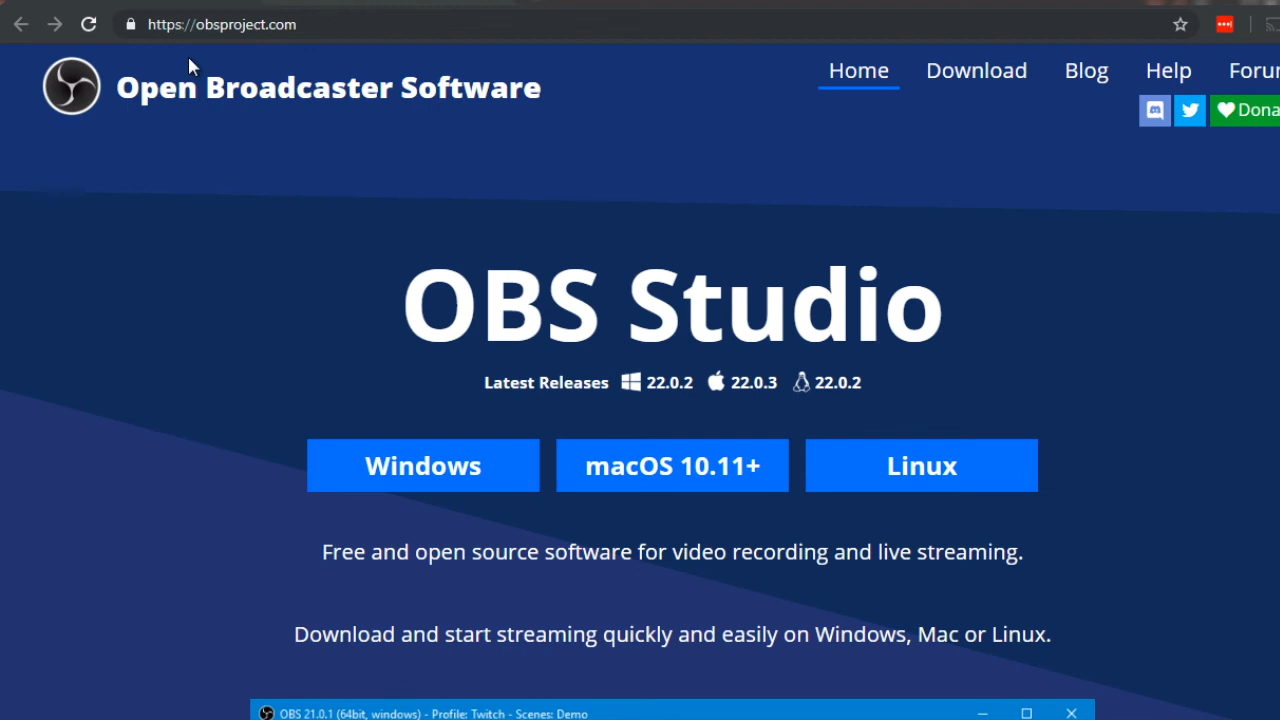 https://obsproject.com
Open Broadcaster Software
Home Download Blog Help
OBS Studio
Latest Releases 22.0.2 22.0.3 22.0.2
Windows macOS 10.11+ Linux
Free and open source software for video recording and live streaming.
Download and start streaming quickly and easily on Windows, Mac or Linux.
OBS 21.0.1 (64bit, windows) - Profile: Twitch - Scenes: Demo